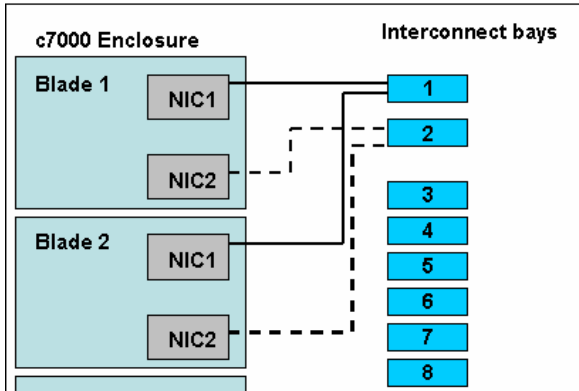 c7000 Enclosure
Interconnect bays
Blade 1
NIC1
NIC2
Blade 2
NIC1
NIC2
1
2
3
4
5
6
7
8